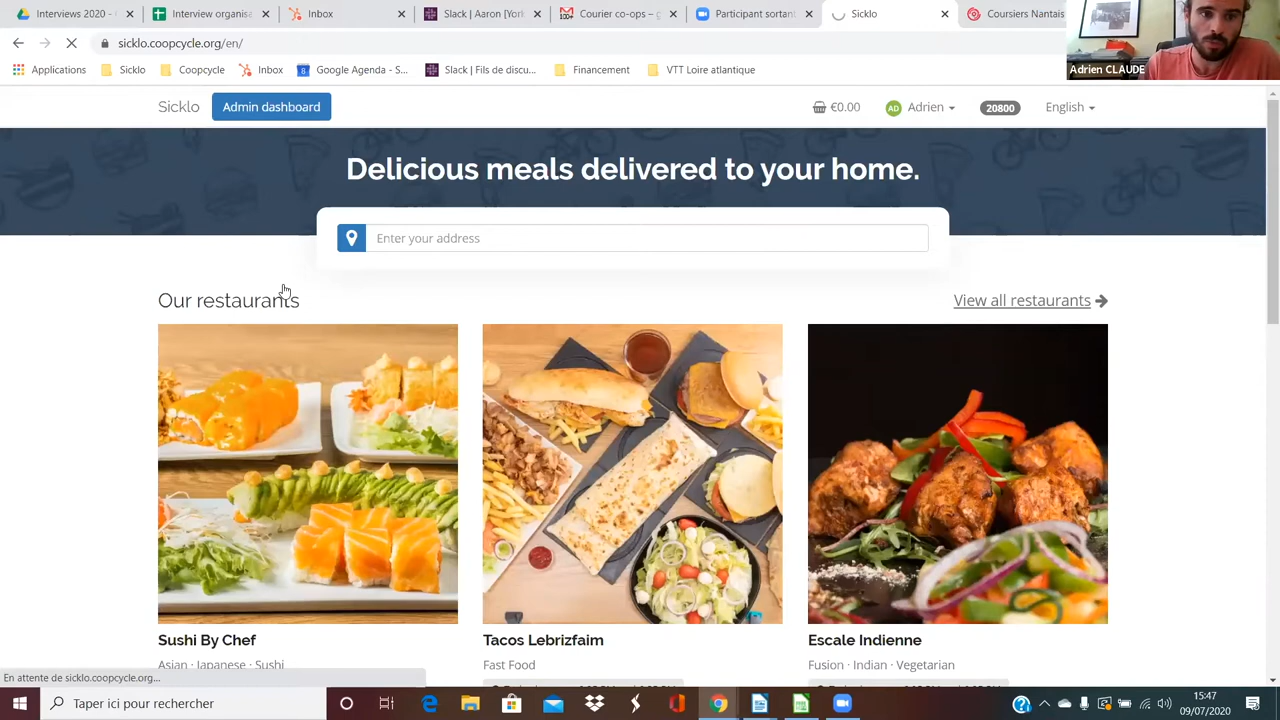 Interviews 2020 -
Interview organisa
Inbox
Slack | Aaron (York
Courier co-ops – g
Participant sortant
Sicklo
Coursiers Nantais
sicklo.coopcycle.org/en/
Applications
Sicklo
Coopcycle
Inbox
Google Agenda - S...
Slack | Fils de discu...
Financement
VTT Loire atlantique
Adrien CLAUDE
Sicklo
Admin dashboard
€0.00
AD
Adrien
20800
English
Delicious meals delivered to your home.
Enter your address
Our restaurants
View all restaurants
Sushi By Chef
Tacos Lebrizfaim
Escale Indienne
Asian · Japanese · Sushi
Fast Food
Fusion · Indian · Vegetarian
En attente de sicklo.coopcycle.org...
Taperici pour rechercher
15:47
09/07/2020